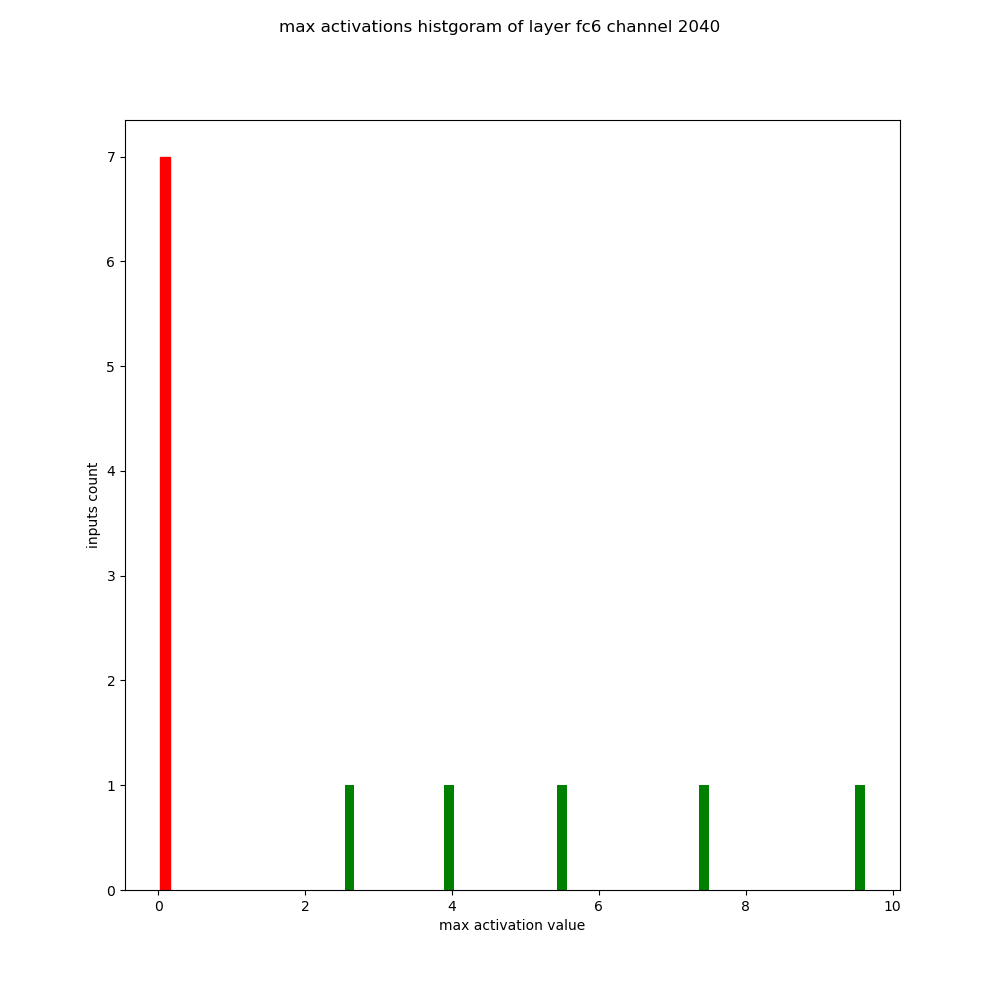 max activations histgoram of layer fc6 channel 2040
7
6
5
4
3
2
1
0
inputs count
0 2 4 6 8 10
max activation value